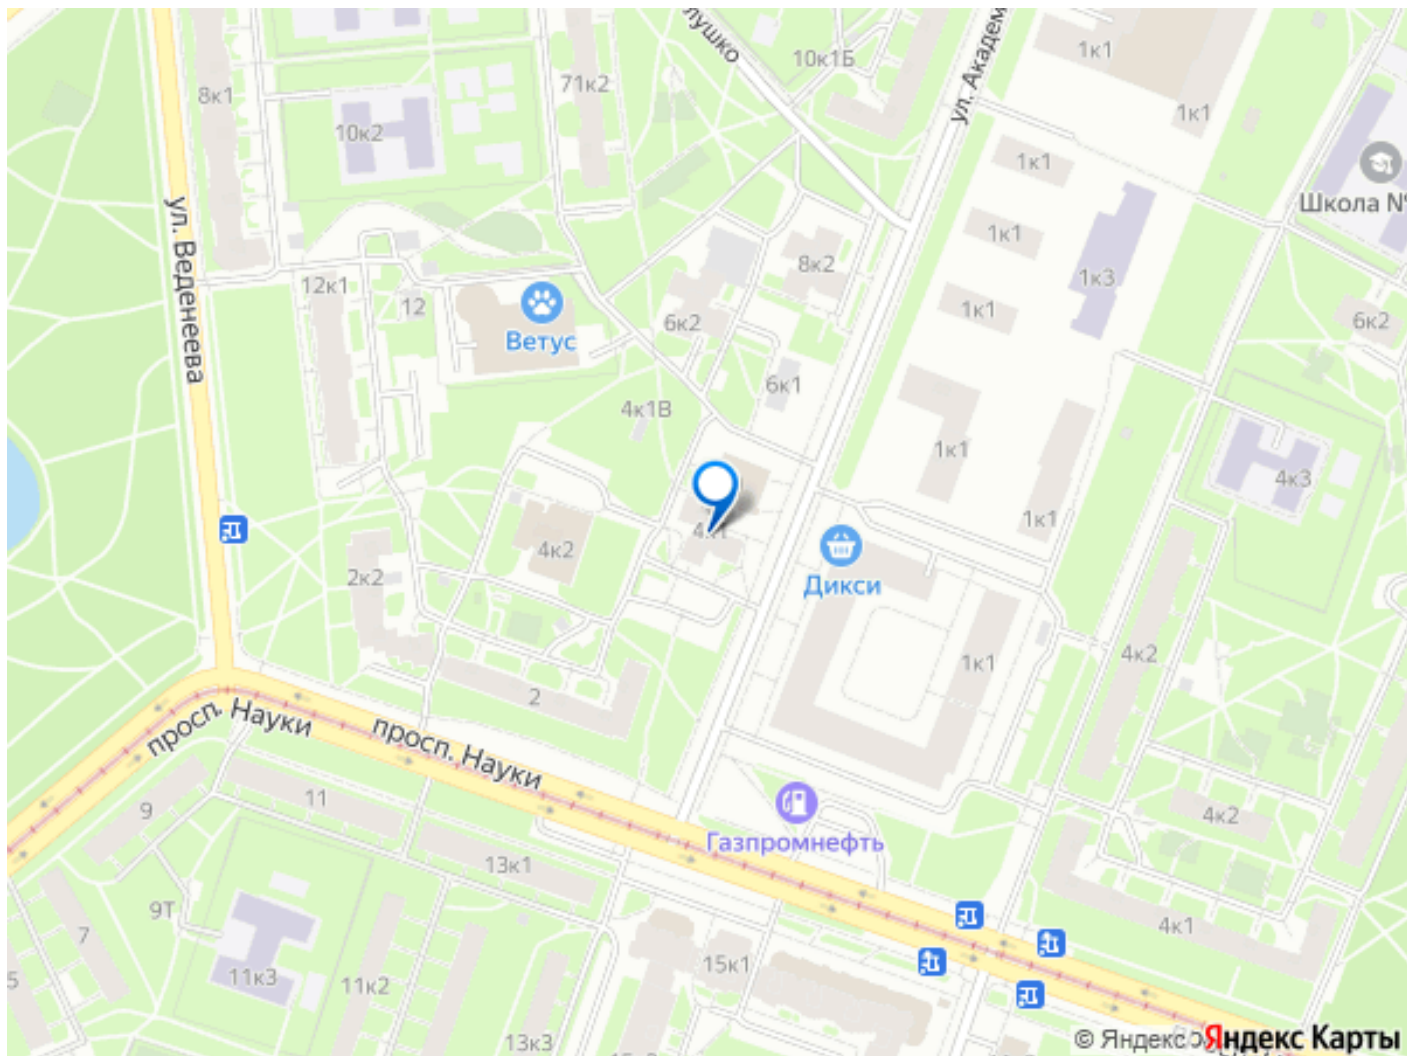 лушко
ул. Академ
10к1Б
1к1
71к2
8к1
10к2
1к1
1к1
Школа №
ул. Веденеева
1к1
8к2
1к3
12к1
12
1к1
6к2
6к2
Ветус
6к1
4к1В
1к1
4к3
1к1
4к2
2к2
Дикси
4к2
1к1
2
просп. Науки
просп. Науки
11
9
4к2
Газпромнефть
13к1
9Т
7
4к1
15к1
11к3
11к2
5
13к3
© Яндекс
Яндекс Карты